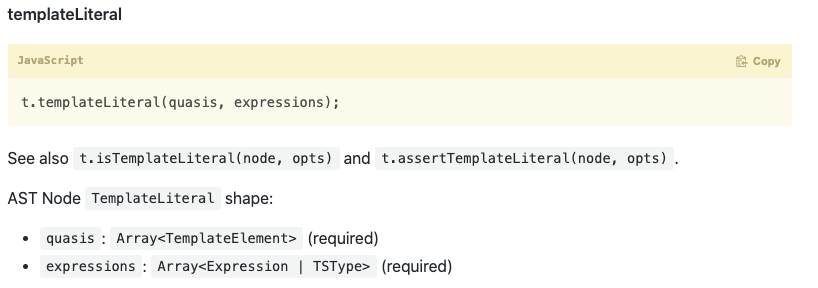 templateLiteral
JavaScript Copy
t.templateLiteral(quasis, expressions);
See also t.isTemplateLiteral(node, opts) and t.assertTemplateLiteral(node, opts).
AST Node TemplateLiteral shape:
• quasis: Array<TemplateElement> (required)
• expressions: Array<Expression | TSType> (required)